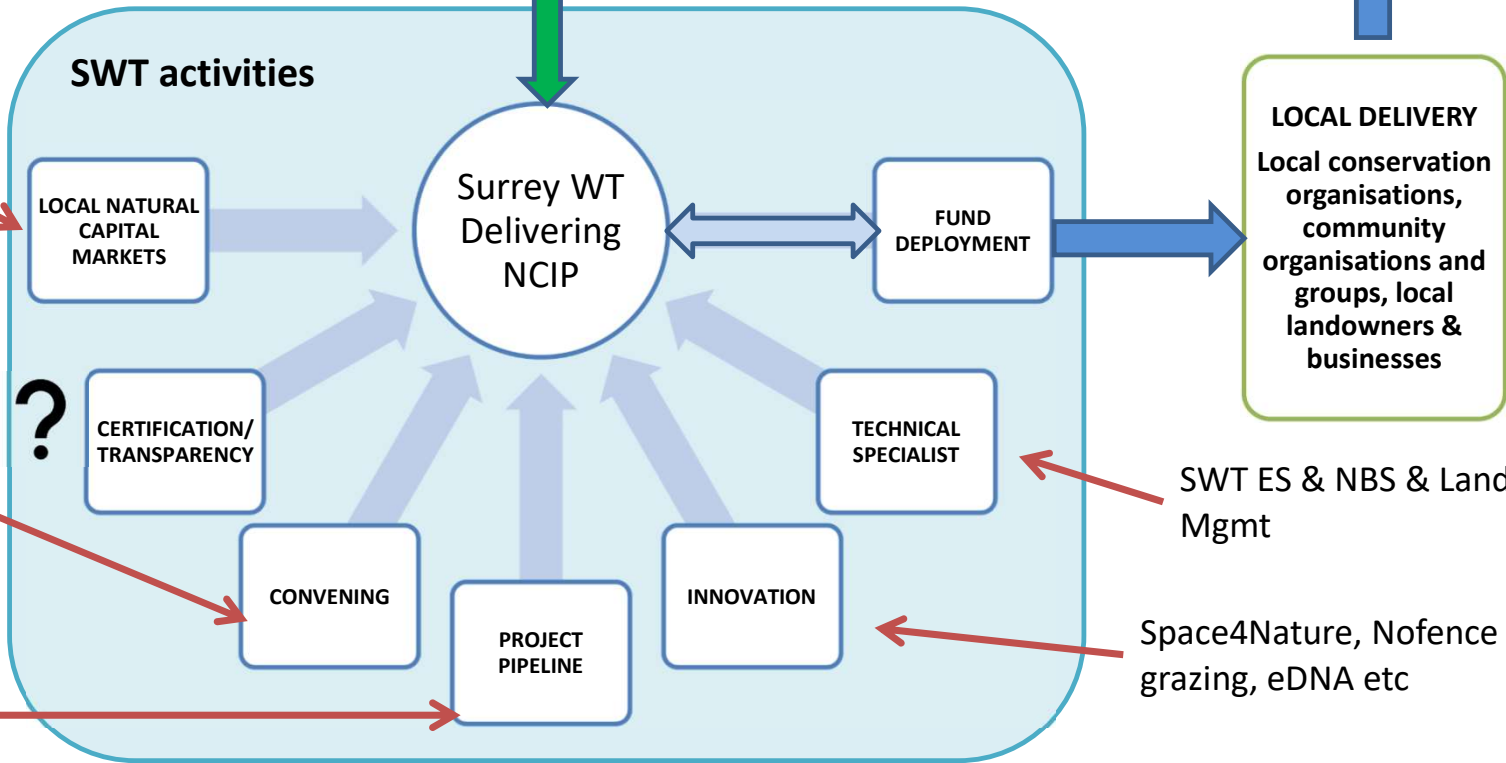 SWT activities
LOCAL NATURAL
CAPITAL
MARKETS
Surrey WT
Delivering
NCIP
FUND
DEPLOYMENT
LOCAL DELIVERY
Local conservation
organisations,
community
organisations and
groups, local
landowners &
businesses
?
CERTIFICATION/
TRANSPARENCY
TECHNICAL
SPECIALIST
SWT ES & NBS & Land
Mgmt
CONVENING
PROJECT
PIPELINE
INNOVATION
Space4Nature, Nofence
grazing, eDNA etc